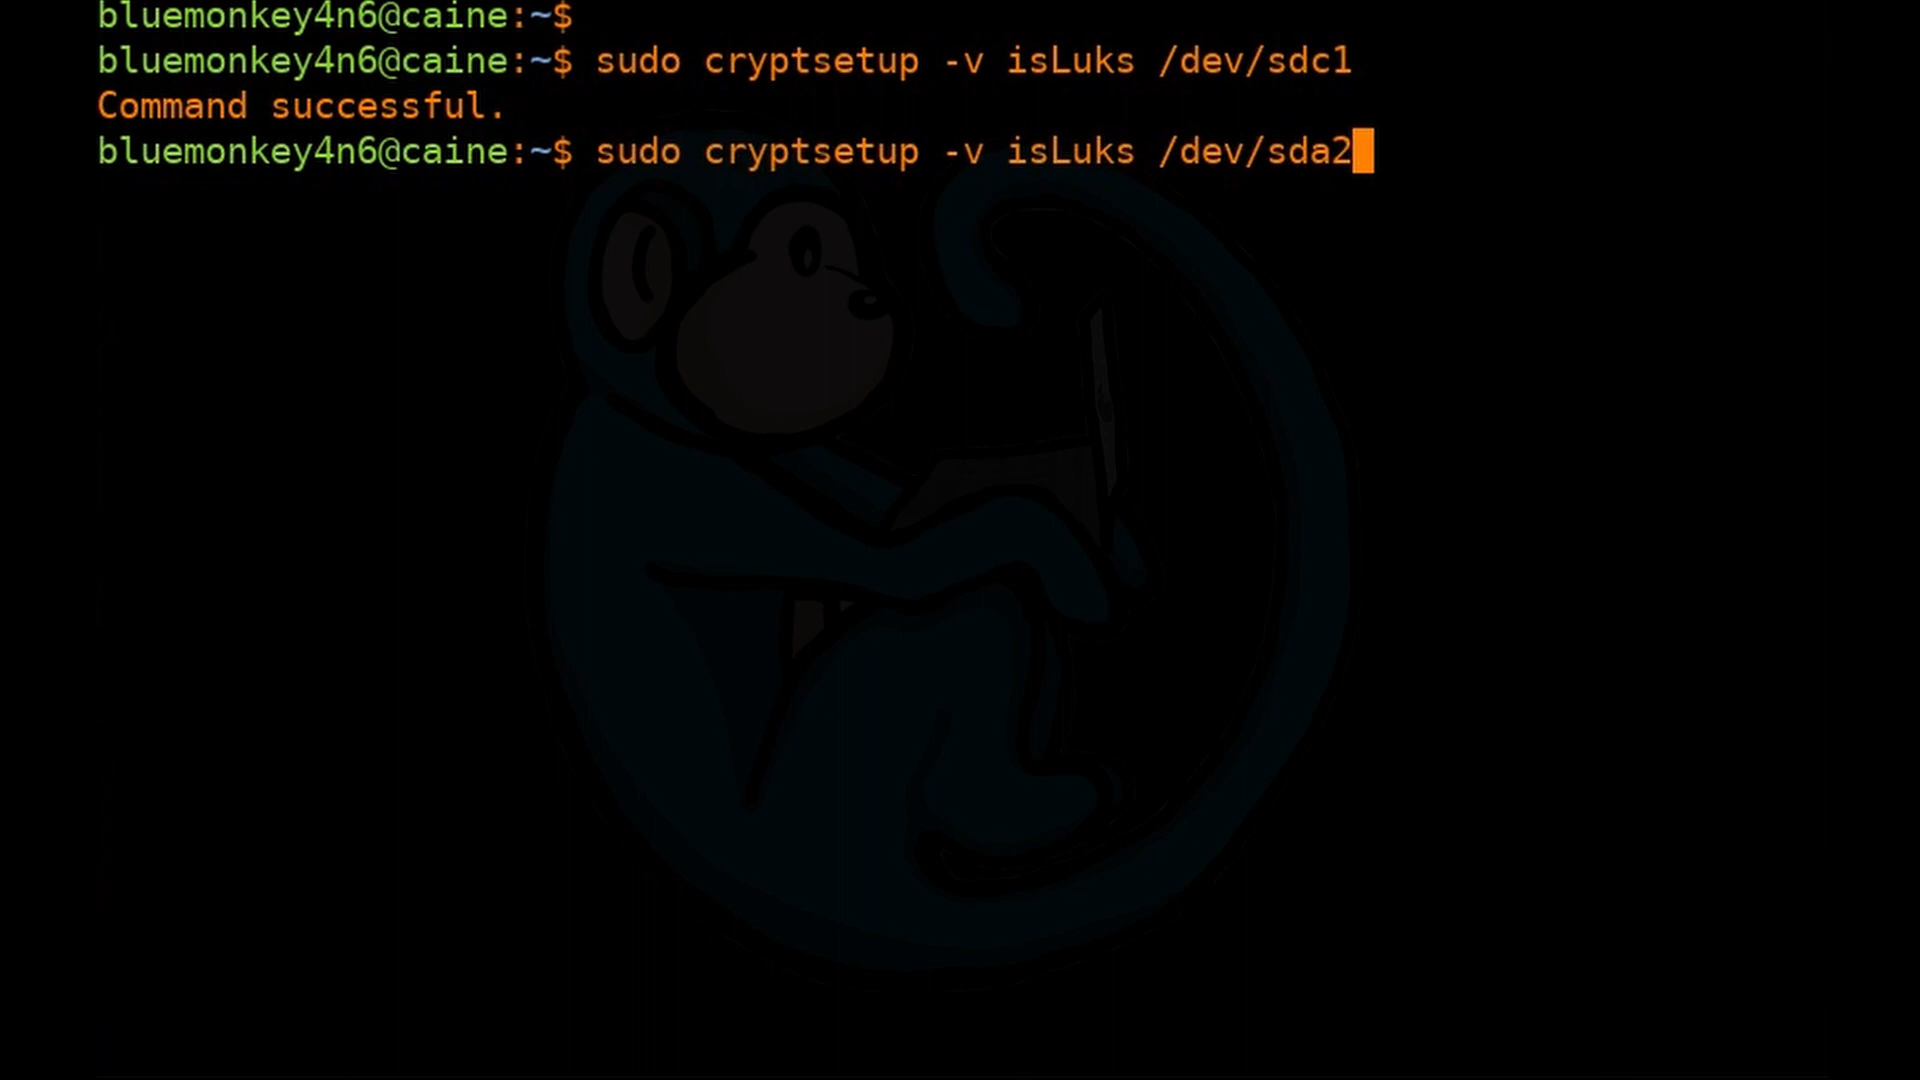 bluemonkey4n6@caine:~$
bluemonkey4n6@caine:~$ sudo cryptsetup -v isLuks /dev/sdc1
Command successful.
bluemonkey4n6@caine:~$ sudo cryptsetup -v isLuks /dev/sda2